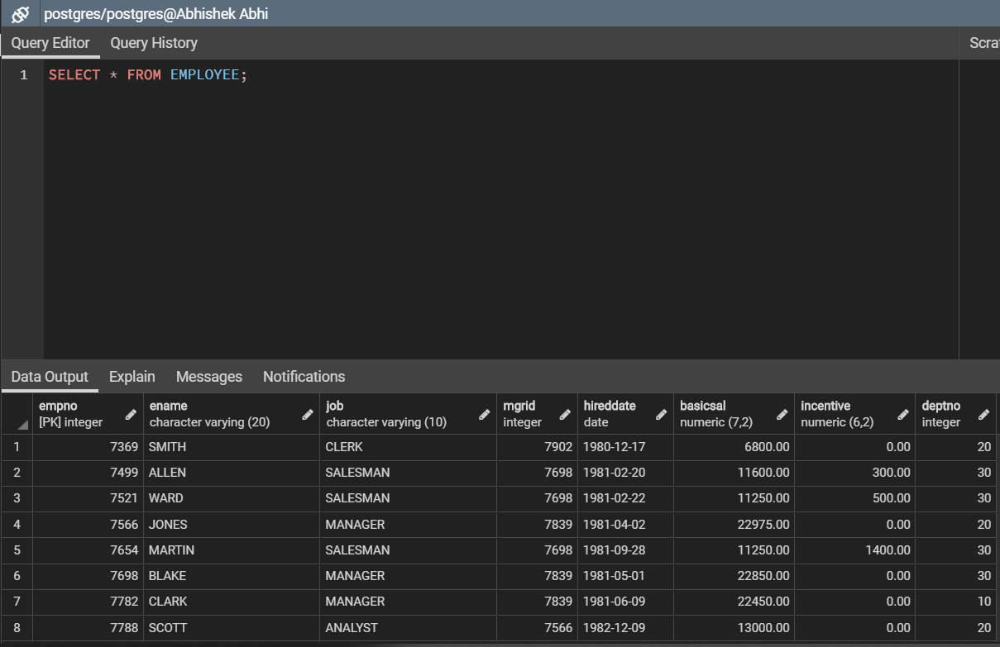 postgres/postgres@Abhishek Abhi
Query Editor Query History Scra
1 SELECT * FROM EMPLOYEE;
Data Output Explain Messages Notifications
empno ename job mgrid hireddate basicsal incentive deptno
[PK] integer character varying (20) character varying (10) integer date numeric (7,2) numeric (6,2) integer
1 7369 SMITH CLERK 7902 1980-12-17 6800.00 0.00 20
2 7499 ALLEN SALESMAN 7698 1981-02-20 11600.00 300.00 30
3 7521 WARD SALESMAN 7698 1981-02-22 11250.00 500.00 30
4 7566 JONES MANAGER 7839 1981-04-02 22975.00 0.00 20
5 7654 MARTIN SALESMAN 7698 1981-09-28 11250.00 1400.00 30
6 7698 BLAKE MANAGER 7839 1981-05-01 22850.00 0.00 30
7 7782 CLARK MANAGER 7839 1981-06-09 22450.00 0.00 10
8 7788 SCOTT ANALYST 7566 1982-12-09 13000.00 0.00 20